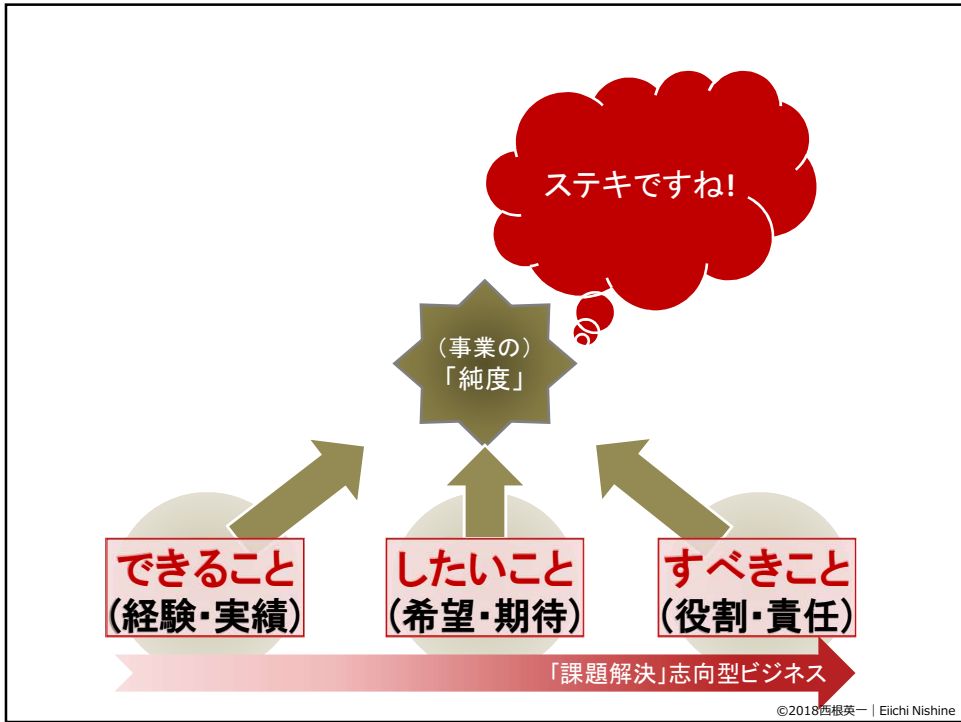 ステキですね!
（事業の）
「純度」
できること
（経験・実績）
したいこと
（希望・期待）
すべきこと
（役割・責任）
「課題解決」志向型ビジネス
©2018西根英一｜Eiichi Nishine